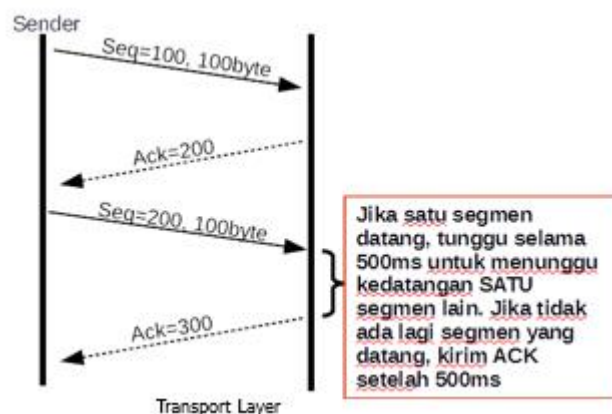 Sender
Seq=100, 100byte
Ack=200
Seq=200, 100byte
Ack=300
Jika satu segmen
datang, tunggu selama
500ms untuk menunggu
kedatangan SATU
segmen lain. Jika tidak
ada lagi segmen yang
datang, kirim ACK
setelah 500ms
Transport Layer